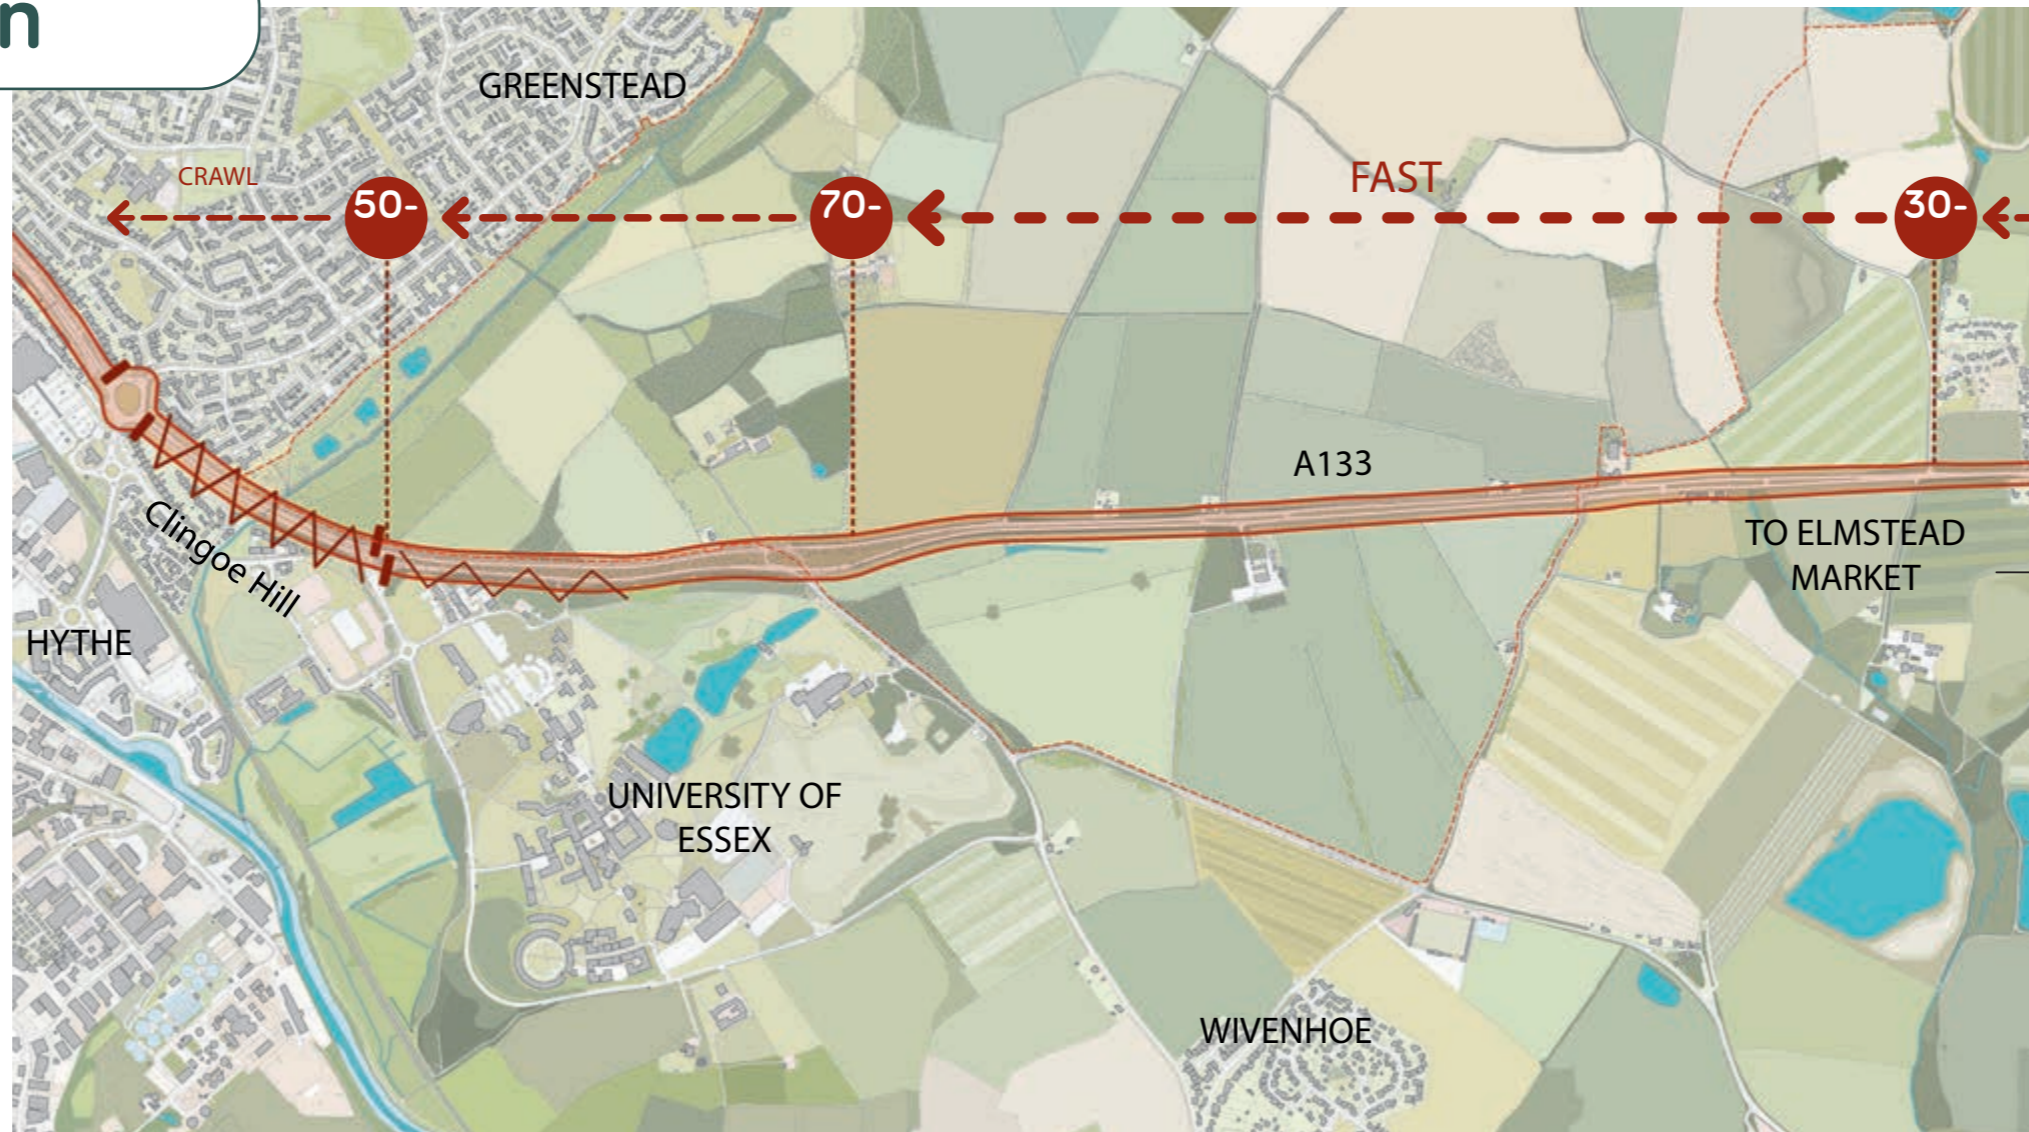 n
GREENSTEAD
CRAWL
50-
70-
FAST
30-
A133
Clingoe Hill
TO ELMSTEAD
MARKET
HYTHE
UNIVERSITY OF
ESSEX
WIVENHOE